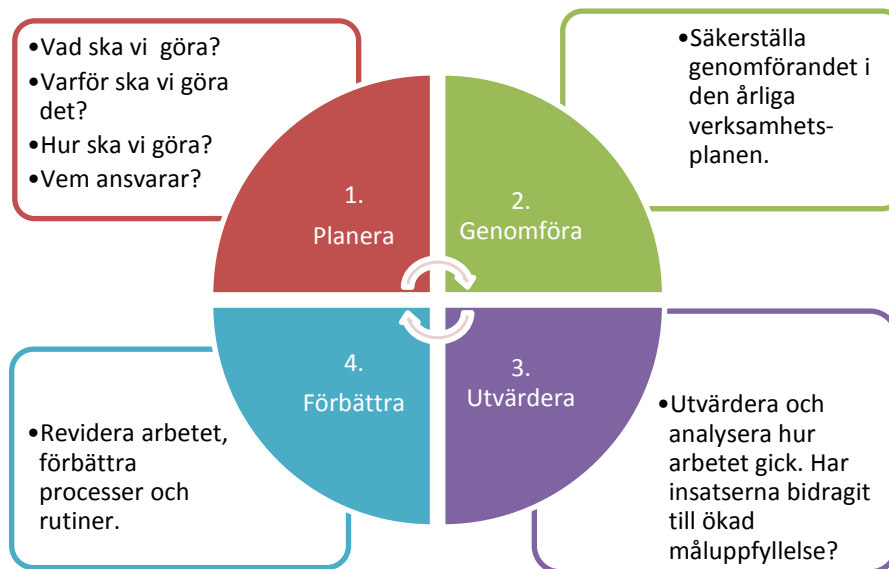 •Vad ska vi göra?
•Varför ska vi göra
det?
•Hur ska vi göra?
•Vem ansvarar?
•Säkerställa
genomförandet i
den årliga
verksamhets-
planen.
1.
Planera
2.
Genomföra
4.
Förbättra
3.
Utvärdera
•Revidera arbetet,
förbättra
processer och
rutiner.
•Utvärdera och
analysera hur
arbetet gick. Har
insatserna bidragit
till ökad
måluppfyllelse?